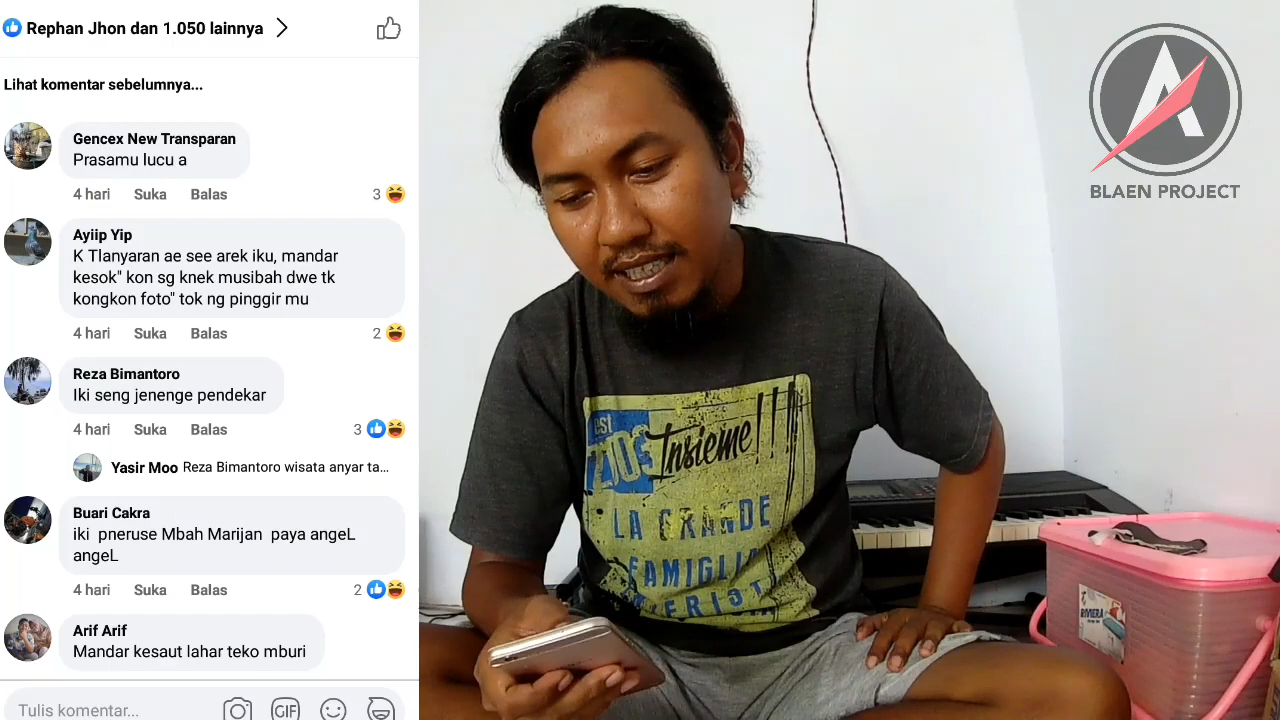 Rephan Jhon dan 1.050 lainnya
Lihat komentar sebelumnya...
Gencex New Transparan
Prasamu lucu a
4 hari Suka Balas 3
Ayiip Yip
K Tlanyaran ae see arek iku, mandar
kesok" kon sg knek musibah dwe tk
kongkon foto" tok ng pinggir mu
4 hari Suka Balas 2
Reza Bimantoro
Iki seng jenenge pendekar
4 hari Suka Balas 3
Yasir Moo Reza Bimantoro wisata anyar ta...
Buari Cakra
iki pneruse Mbah Marijan paya angeL
angeL
4 hari Suka Balas 2
Arif Arif
Mandar kesaut lahar teko mburi
Tulis komentar...
GIF
BLAEN PROJECT
est
Insieme!!!
LA GRANDE
FAMIGLIA
RIVIERA